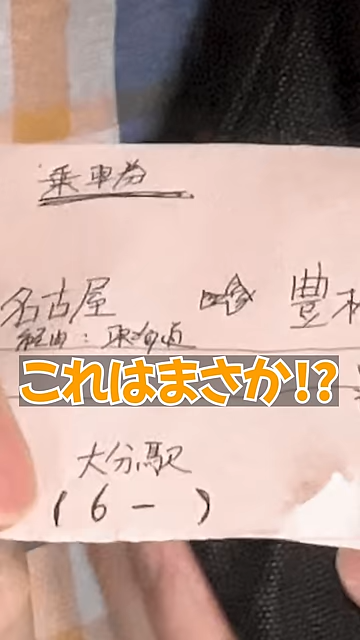 乗車券
名古屋 ➡ 豊
経由:東海道
これはまさか!?
大分駅
(6-)